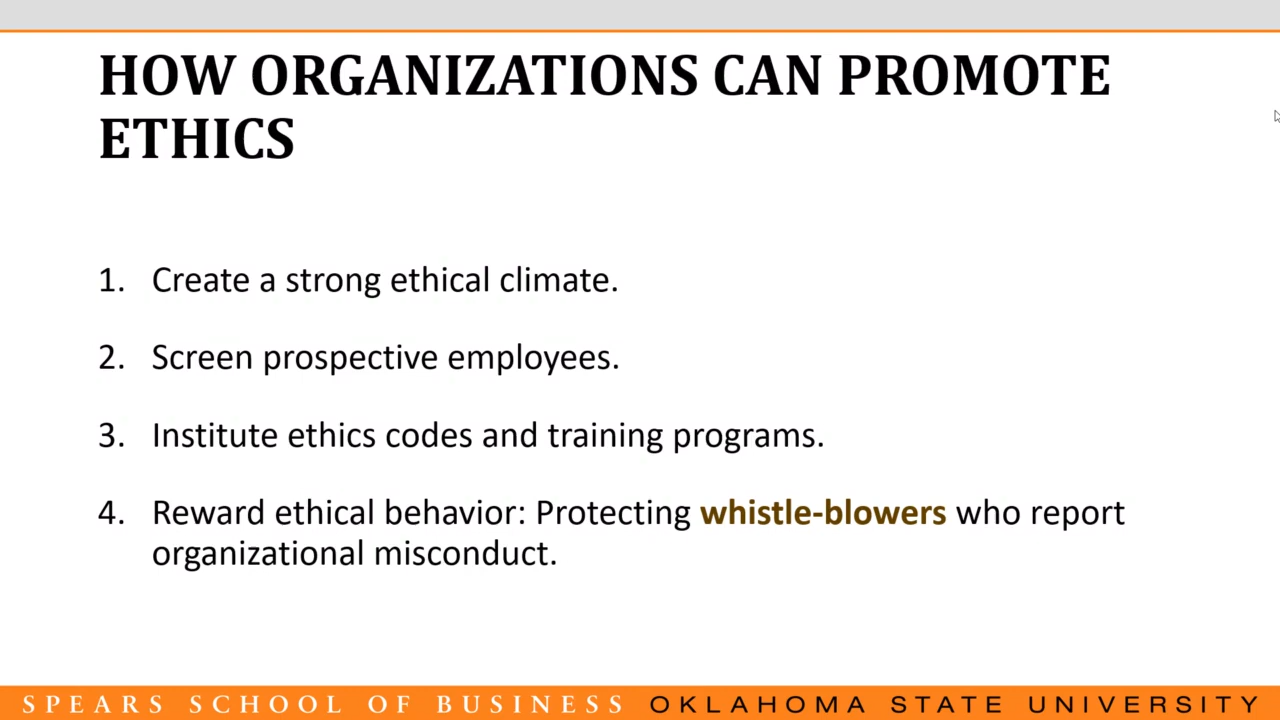 HOW ORGANIZATIONS CAN PROMOTE
ETHICS
1. Create a strong ethical climate.
2. Screen prospective employees.
3. Institute ethics codes and training programs.
4. Reward ethical behavior: Protecting whistle-blowers who report
organizational misconduct.
SPEARS SCHOOL OF BUSINESS OKLAHOMA STATE UNIVERSITY